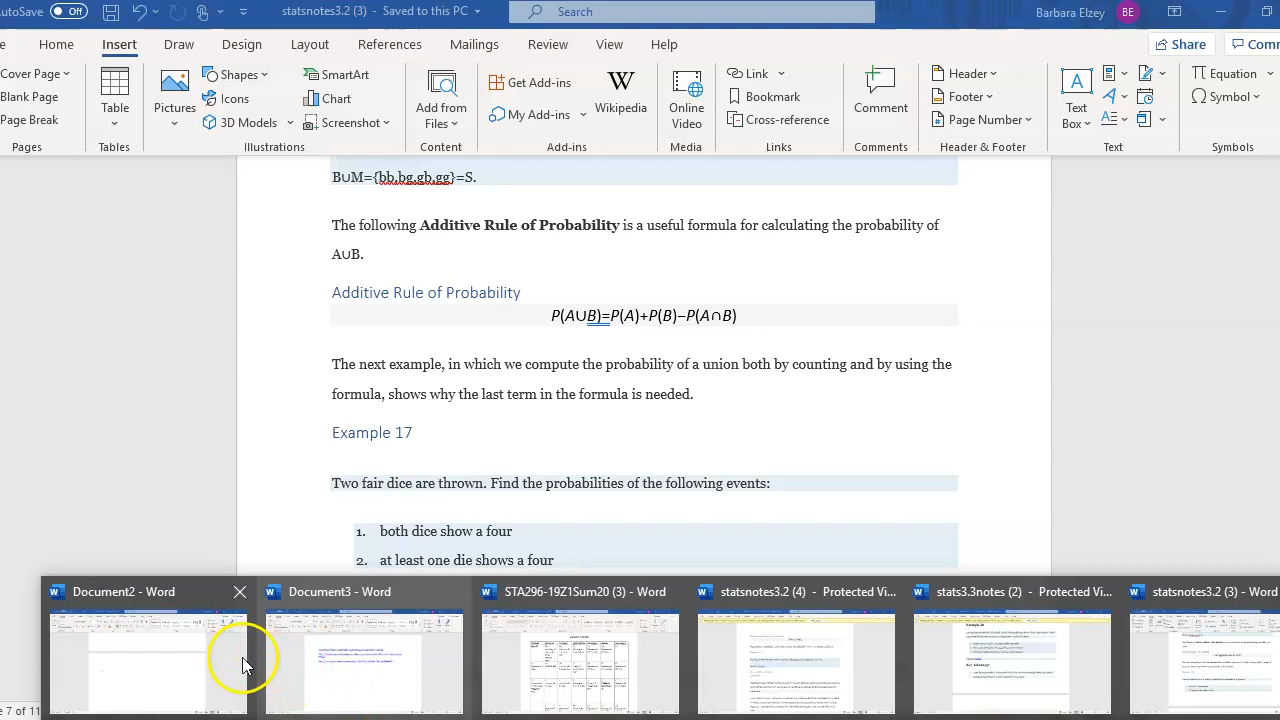 AutoSave Off statsnotes3.2 (3) - Saved to this PC Search Barbara Elzey BE
Home Insert Draw Design Layout References Mailings Review View Help Share Comm
Cover Page
Blank Page
Page Break
Pages
Table
Tables
Pictures
Shapes
Icons
3D Models
SmartArt
Chart
Screenshot
Illustrations
Add from
Files
Content
Get Add-ins
My Add-ins
W
Wikipedia
Add-ins
Online
Video
Media
Link
Bookmark
Cross-reference
Links
Comment
Comments
Header
Footer
Page Number
Header & Footer
Text
Box
Text
Equation
Symbol
Symbols
B∪M={bb,bg,gb,gg}=S.
The following Additive Rule of Probability is a useful formula for calculating the probability of
A∪B.
Additive Rule of Probability
P(A∪B)=P(A)+P(B)−P(A∩B)
The next example, in which we compute the probability of a union both by counting and by using the
formula, shows why the last term in the formula is needed.
Example 17
Two fair dice are thrown. Find the probabilities of the following events:
1. both dice show a four
2. at least one die shows a four
Document2 - Word
Document3 - Word
STA296-19Z1Sum20 (3) - Word
statsnotes3.2 (4) - Protected Vi...
stats3.3notes (2) - Protected Vi...
statsnotes3.2 (3) - Word
e 7 of 11